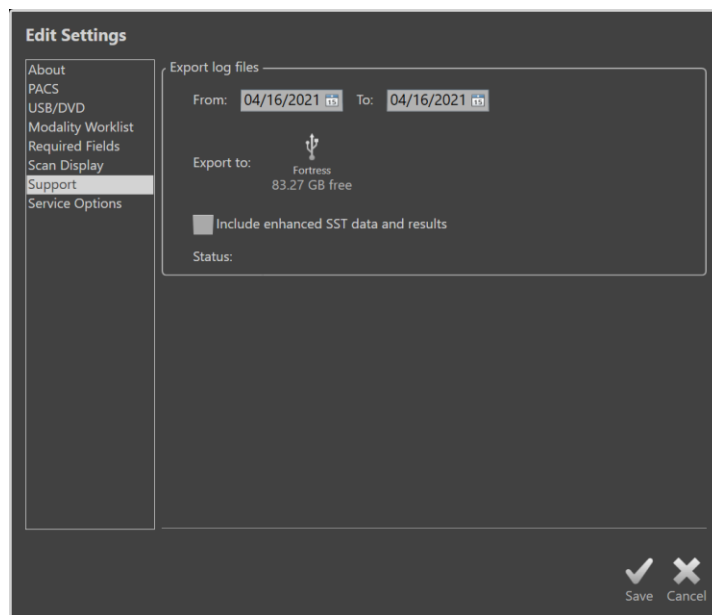 Edit Settings
About
PACS
USB/DVD
Modality Worklist
Required Fields
Scan Display
Support
Service Options
Export log files
From: 04/16/2021 15 To: 04/16/2021 15
Export to:
Fortress
83.27 GB free
Include enhanced SST data and results
Status:
Save Cancel